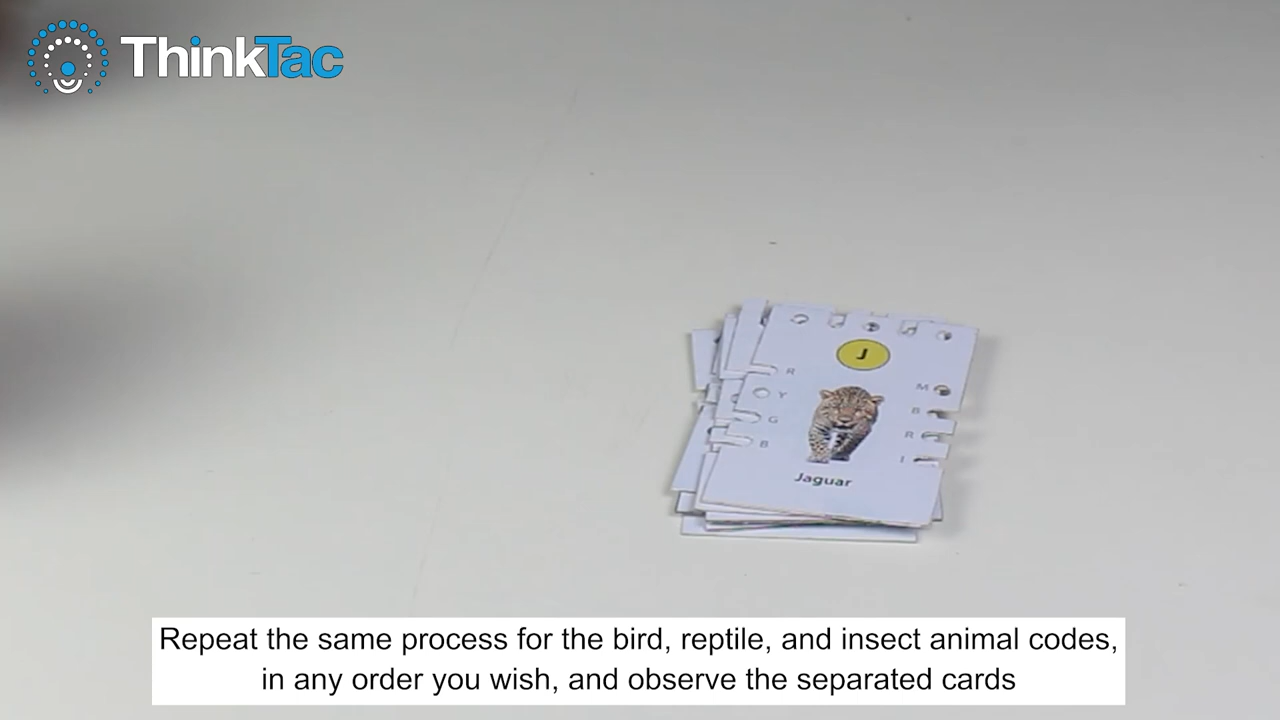 ThinkTac
J
R
Y
G
B
M
B
R
I
Jaguar
Repeat the same process for the bird, reptile, and insect animal codes,
in any order you wish, and observe the separated cards